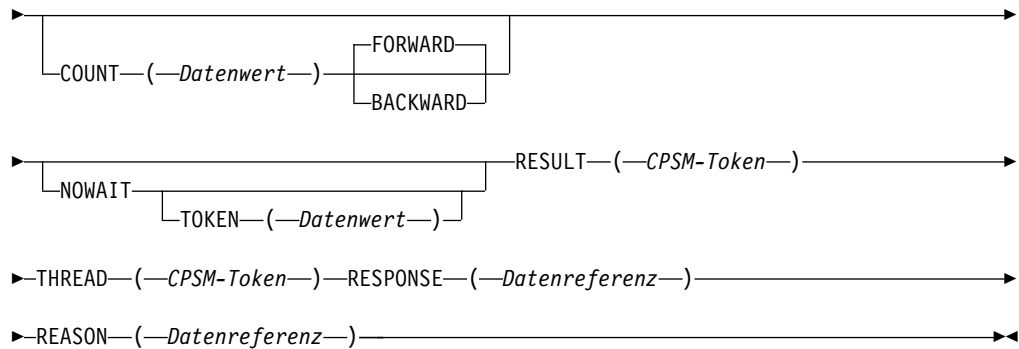 FORWARD
COUNT ( Datenwert )
BACKWARD
RESULT ( CPSM-Token )
NOWAIT
TOKEN ( Datenwert )
THREAD ( CPSM-Token ) RESPONSE ( Datenreferenz )
REASON ( Datenreferenz )